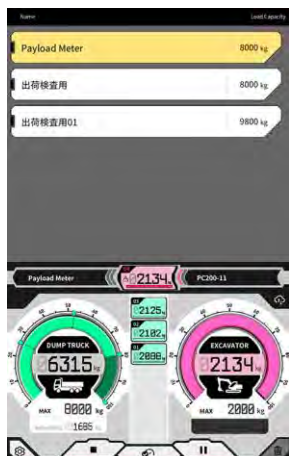 Name Load Capacity
Payload Meter 8000 kg
出荷検査用 8000 kg
出荷検査用01 9800 kg
Payload Meter 2134 PC200-11
2125
2102
2088
DUMP TRUCK
6315
MAX 8000 kg
1685 kg
EXCAVATOR
2134
MAX 2000 kg